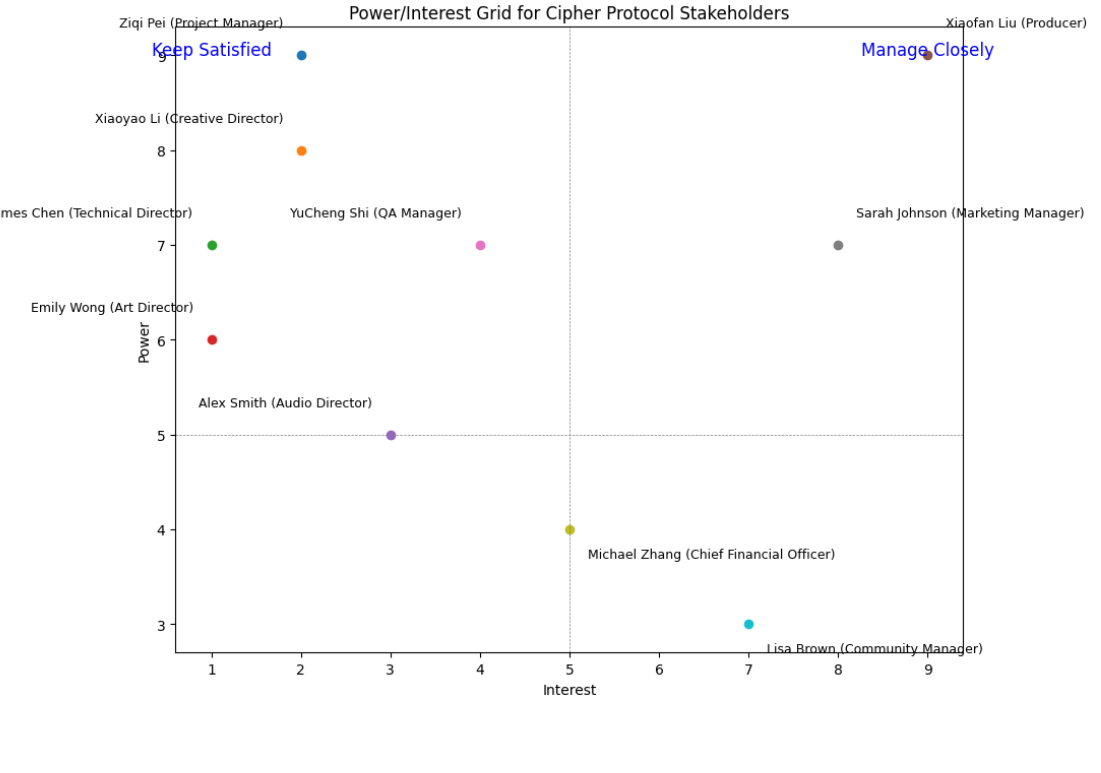 Power/Interest Grid for Cipher Protocol Stakeholders
Ziqi Pei (Project Manager)
Xiaofan Liu (Producer)
Keep Satisfied
Manage Closely
9
Xiaoyao Li (Creative Director)
8
mes Chen (Technical Director)
YuCheng Shi (QA Manager)
Sarah Johnson (Marketing Manager)
7
Emily Wong (Art Director)
6
Power
Alex Smith (Audio Director)
5
4
Michael Zhang (Chief Financial Officer)
3
Lisa Brown (Community Manager)
1 2 3 4 5 6 7 8 9
Interest